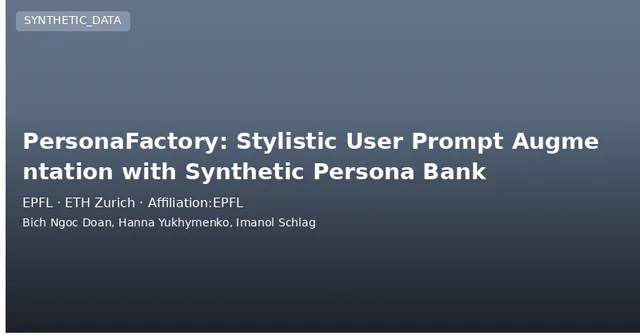 SYNTHETIC_DATA
PersonaFactory: Stylistic User Prompt Augme
ntation with Synthetic Persona Bank
EPFL · ETH Zurich · Affiliation:EPFL
Bich Ngoc Doan, Hanna Yukhymenko, Imanol Schlag